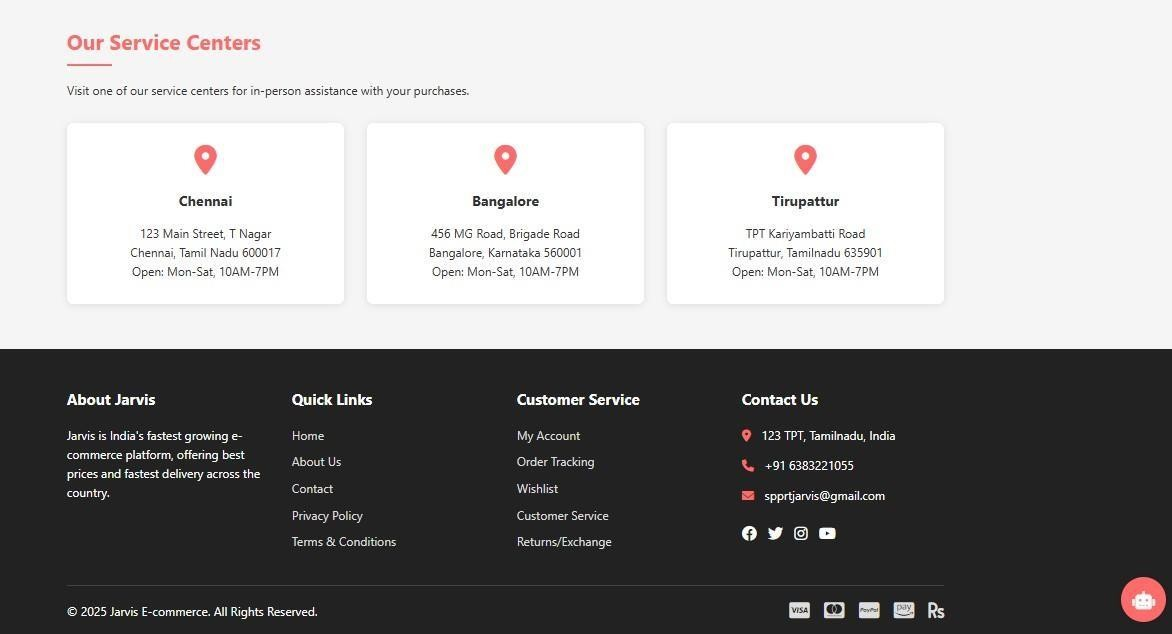 Our Service Centers
Visit one of our service centers for in-person assistance with your purchases.
Chennai
123 Main Street, T Nagar
Chennai, Tamil Nadu 600017
Open: Mon-Sat, 10AM-7PM
Bangalore
456 MG Road, Brigade Road
Bangalore, Karnataka 560001
Open: Mon-Sat, 10AM-7PM
Tirupattur
TPT Kariyambatti Road
Tirupattur, Tamilnadu 635901
Open: Mon-Sat, 10AM-7PM
About Jarvis
Jarvis is India's fastest growing e-
commerce platform, offering best
prices and fastest delivery across the
country.
Quick Links
Home
About Us
Contact
Privacy Policy
Terms & Conditions
Customer Service
My Account
Order Tracking
Wishlist
Customer Service
Returns/Exchange
Contact Us
123 TPT, Tamilnadu, India
+91 6383221055
spprtjarvis@gmail.com
© 2025 Jarvis E-commerce. All Rights Reserved.
VISA
PayPal
pay
Rs